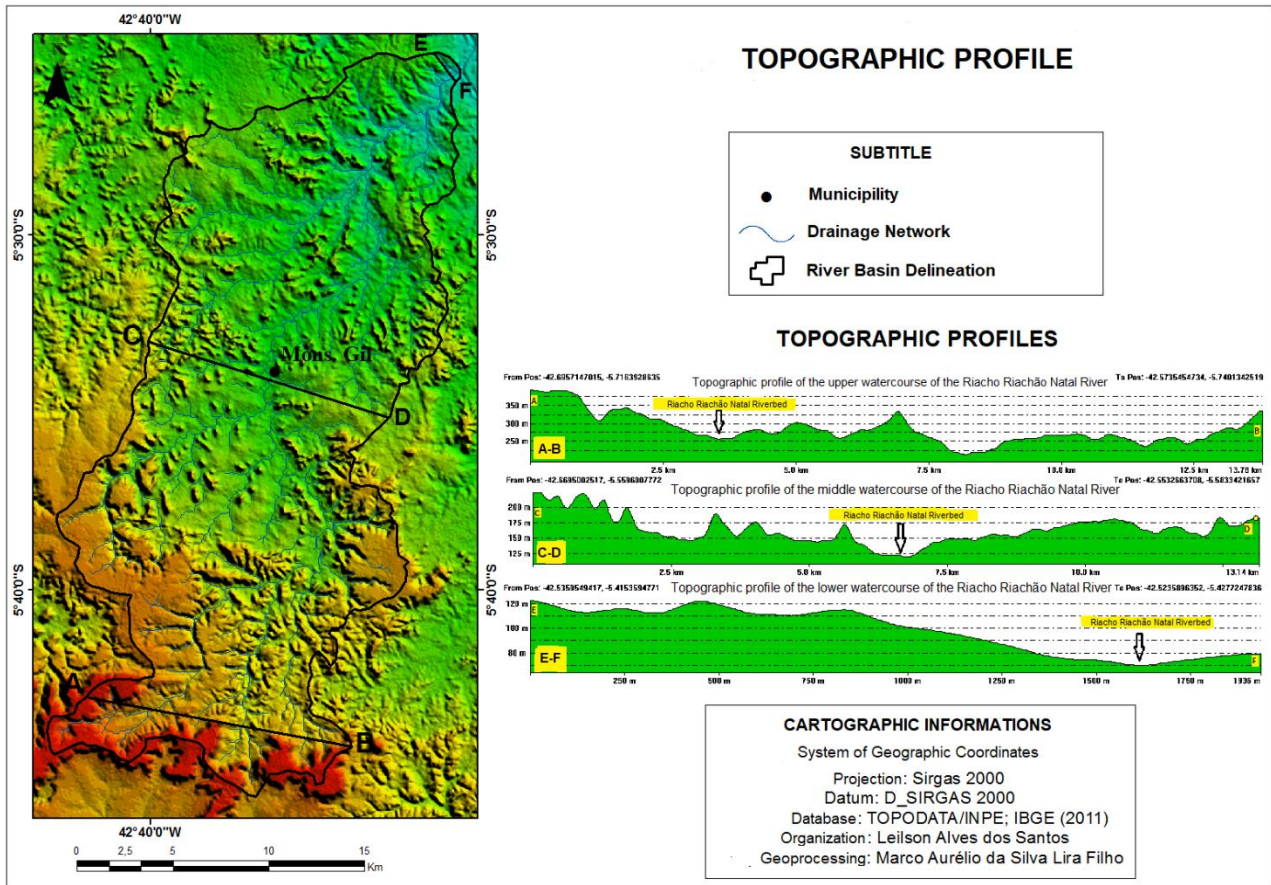 42°40'0"W
TOPOGRAPHIC PROFILE
E
F
SUBTITLE
Municipility
Drainage Network
River Basin Delineation
5°30'0"S
5°30'0"S
C
Mons. Gil
D
5°40'0"S
5°40'0"S
A
B
42°40'0"W
0 2,5 5 10 15
Km
TOPOGRAPHIC PROFILES
From Pos: -42.6957147015, -5.7163928635
Topographic profile of the upper watercourse of the Riacho Riachão Natal River
To Pos: -42.5735454734, -5.7401342519
A
350 m
300 m
250 m
Riacho Riachão Natal Riverbed
B
A-B
2.5 km 5.0 km 7.5 km 10.0 km 12.5 km 13.76 km
From Pos: -42.6695002517, -5.5596007772
Topographic profile of the middle watercourse of the Riacho Riachão Natal River
To Pos: -42.5532663708, -5.5833421657
C
200 m
175 m
150 m
125 m
Riacho Riachão Natal Riverbed
D
C-D
2.5 km 5.0 km 7.5 km 10.0 km 13.14 km
From Pos: -42.5359549417, -5.4153594771
Topographic profile of the lower watercourse of the Riacho Riachão Natal River
To Pos: -42.5235896352, -5.4277247836
E
120 m
100 m
80 m
Riacho Riachão Natal Riverbed
F
E-F
250 m 500 m 750 m 1000 m 1250 m 1500 m 1750 m 1935 m
CARTOGRAPHIC INFORMATIONS
System of Geographic Coordinates
Projection: Sirgas 2000
Datum: D_SIRGAS 2000
Database: TOPODATA/INPE; IBGE (2011)
Organization: Leilson Alves dos Santos
Geoprocessing: Marco Aurélio da Silva Lira Filho